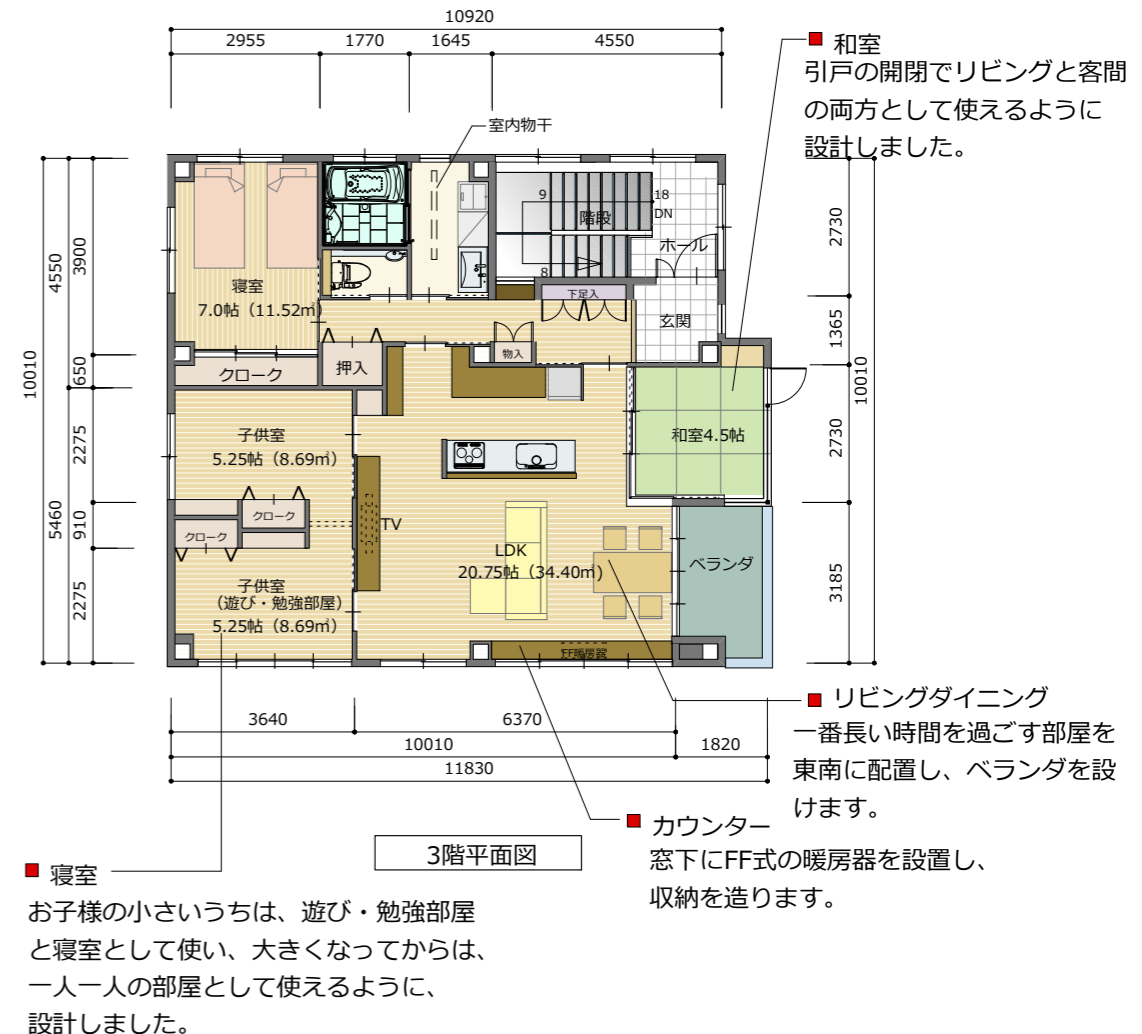 10920
2955
1770
1645
4550
■ 和室
引戸の開閉でリビングと客間
の両方として使えるように
設計しました。
室内物干
9
18
DN
階段
ホール
8
寝室
7.0帖（11.52㎡）
下足入
玄関
物入
クローク
押入
子供室
5.25帖（8.69㎡）
和室4.5帖
クローク
クローク
TV
LDK
20.75帖（34.40㎡）
ベランダ
子供室
（遊び・勉強部屋）
5.25帖（8.69㎡）
FF暖房器
10010
4550
5460
3900
650
2275
910
2275
2730
1365
2730
3185
10010
3640
6370
10010
1820
11830
■ リビングダイニング
一番長い時間を過ごす部屋を
東南に配置し、ベランダを設
けます。
■ カウンター
窓下にFF式の暖房器を設置し、
収納を造ります。
3階平面図
■ 寝室
お子様の小さいうちは、遊び・勉強部屋
と寝室として使い、大きくなってからは、
一人一人の部屋として使えるように、
設計しました。